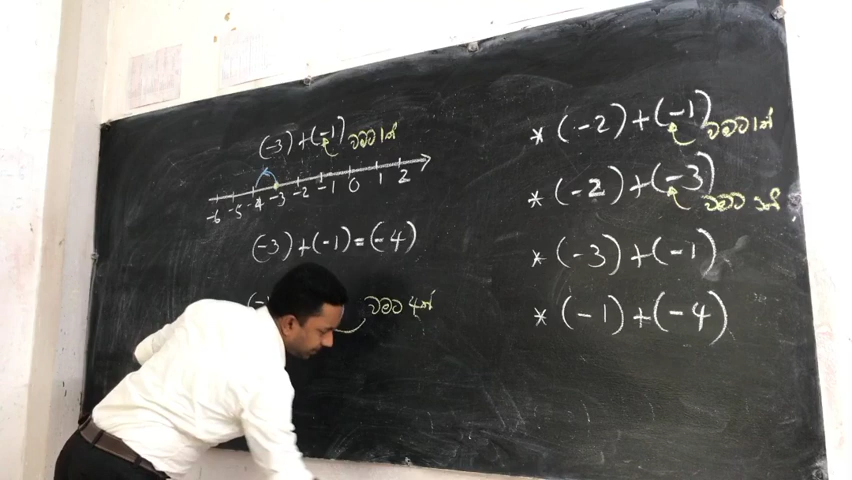 (-3)+(-1) වමට 1ක්
-6 -5 -4 -3 -2 -1 0 1 2
(-3)+(-1)=(-4)
වමට 4ක්
* (-2)+(-1) වමට 1ක්
* (-2)+(-3) වමට 3ක්
* (-3)+(-1)
* (-1)+(-4)